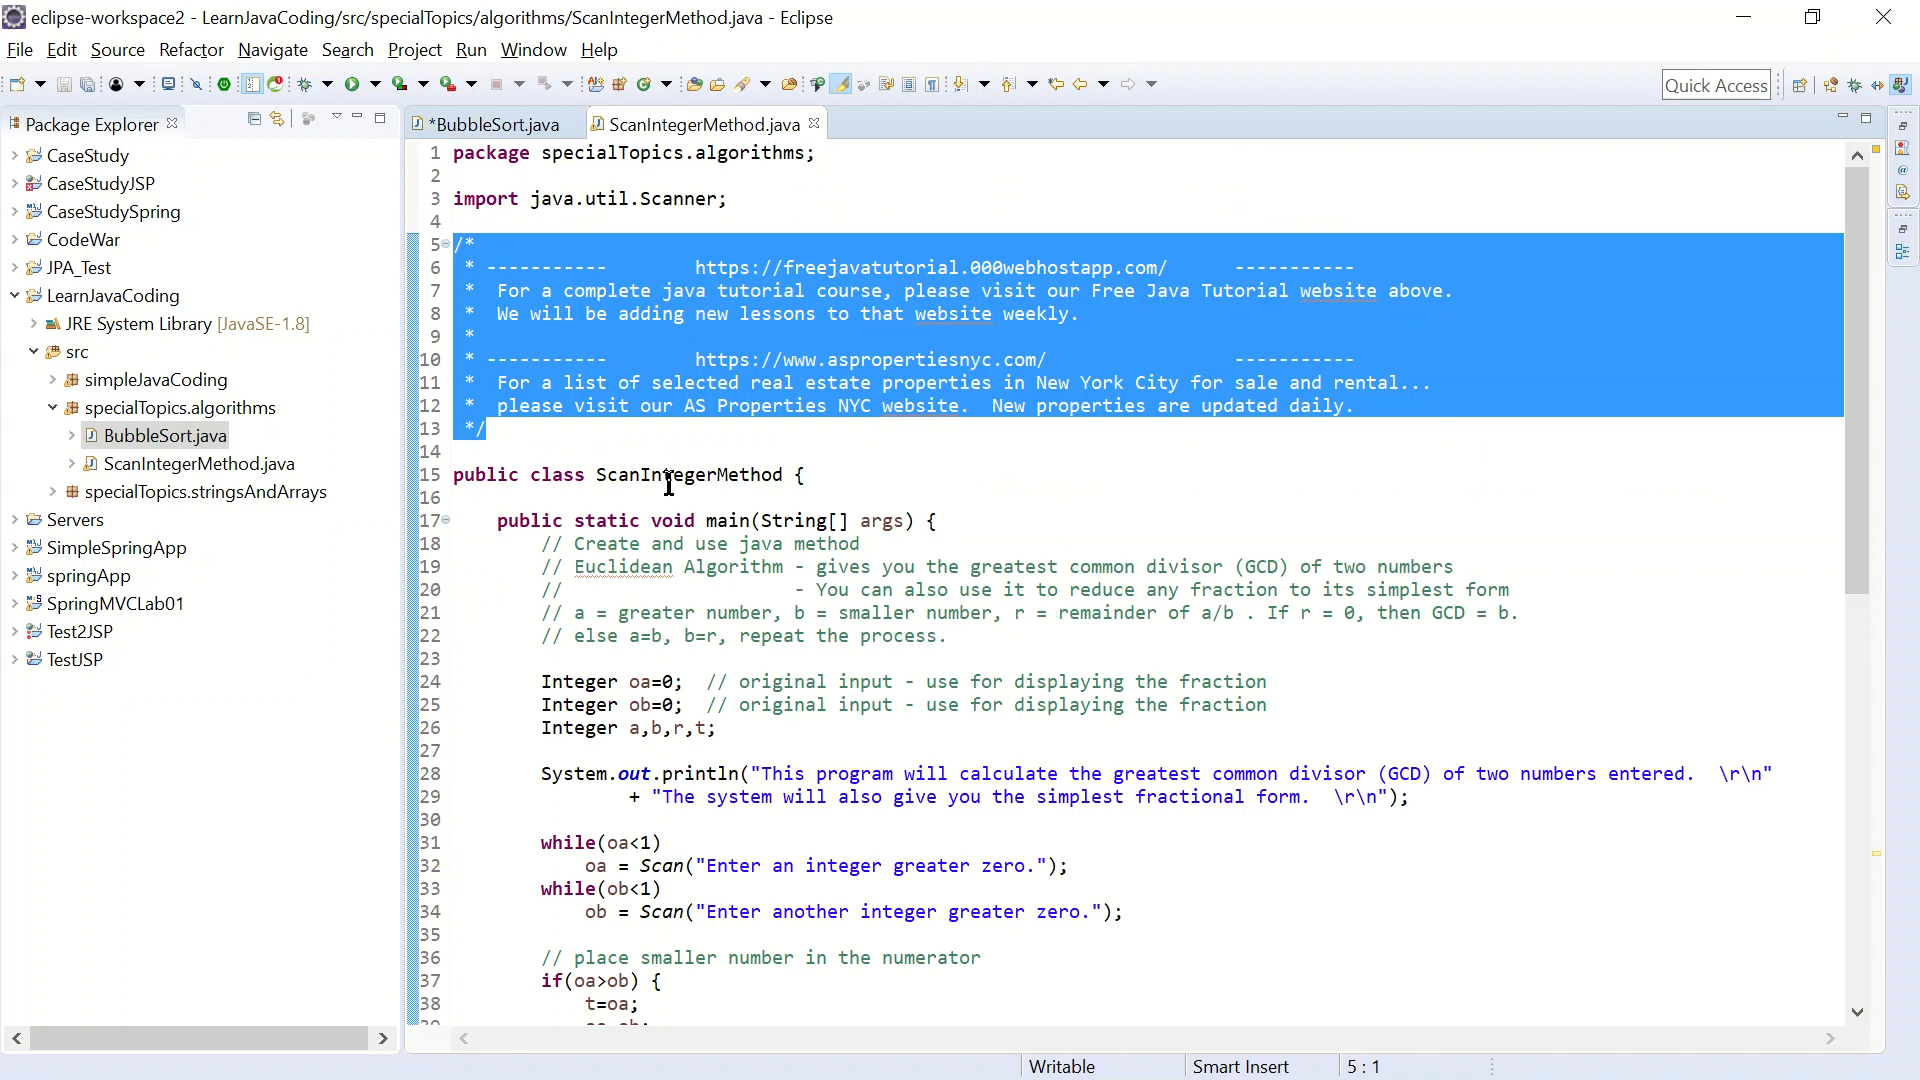 eclipse-workspace2 - LearnJavaCoding/src/specialTopics/algorithms/ScanIntegerMethod.java - Eclipse
File Edit Source Refactor Navigate Search Project Run Window Help
Quick Access
Package Explorer
*BubbleSort.java
ScanIntegerMethod.java
CaseStudy
CaseStudyJSP
CaseStudySpring
CodeWar
JPA_Test
LearnJavaCoding
JRE System Library [JavaSE-1.8]
src
simpleJavaCoding
specialTopics.algorithms
BubbleSort.java
ScanIntegerMethod.java
specialTopics.stringsAndArrays
Servers
SimpleSpringApp
springApp
SpringMVCLab01
Test2JSP
TestJSP
1 package specialTopics.algorithms;
2
3 import java.util.Scanner;
4
5 /*
6 * ----------- https://freejavatutorial.000webhostapp.com/ -----------
7 * For a complete java tutorial course, please visit our Free Java Tutorial website above.
8 * We will be adding new lessons to that website weekly.
9 *
10 * ----------- https://www.aspropertiesnyc.com/ -----------
11 * For a list of selected real estate properties in New York City for sale and rental...
12 * please visit our AS Properties NYC website. New properties are updated daily.
13 */
14
15 public class ScanIntegerMethod {
16
17 public static void main(String[] args) {
18 // Create and use java method
19 // Euclidean Algorithm - gives you the greatest common divisor (GCD) of two numbers
20 // - You can also use it to reduce any fraction to its simplest form
21 // a = greater number, b = smaller number, r = remainder of a/b . If r = 0, then GCD = b.
22 // else a=b, b=r, repeat the process.
23
24 Integer oa=0; // original input - use for displaying the fraction
25 Integer ob=0; // original input - use for displaying the fraction
26 Integer a,b,r,t;
27
28 System.out.println("This program will calculate the greatest common divisor (GCD) of two numbers entered. \r\n"
29 + "The system will also give you the simplest fractional form. \r\n");
30
31 while(oa<1)
32 oa = Scan("Enter an integer greater zero.");
33 while(ob<1)
34 ob = Scan("Enter another integer greater zero.");
35
36 // place smaller number in the numerator
37 if(oa>ob) {
38 t=oa;
Writable Smart Insert 5 : 1